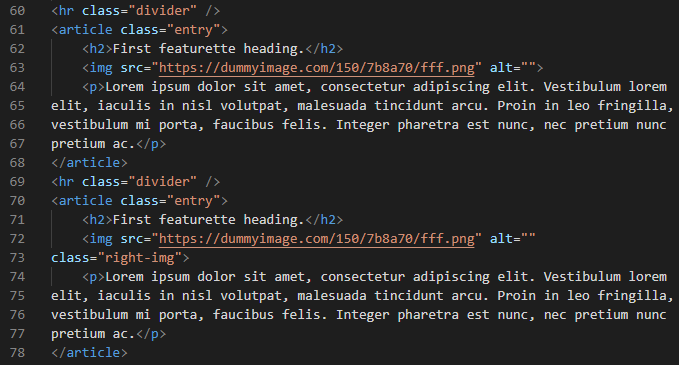 60 <hr class="divider" />
61 <article class="entry">
62     <h2>First featurette heading.</h2>
63     <img src="https://dummyimage.com/150/7b8a70/fff.png" alt="">
64     <p>Lorem ipsum dolor sit amet, consectetur adipiscing elit. Vestibulum lorem
65 elit, iaculis in nisl volutpat, malesuada tincidunt arcu. Proin in leo fringilla,
66 vestibulum mi porta, faucibus felis. Integer pharetra est nunc, nec pretium nunc
67 pretium ac.</p>
68 </article>
69 <hr class="divider" />
70 <article class="entry">
71     <h2>First featurette heading.</h2>
72     <img src="https://dummyimage.com/150/7b8a70/fff.png" alt=""
73 class="right-img">
74     <p>Lorem ipsum dolor sit amet, consectetur adipiscing elit. Vestibulum lorem
75 elit, iaculis in nisl volutpat, malesuada tincidunt arcu. Proin in leo fringilla,
76 vestibulum mi porta, faucibus felis. Integer pharetra est nunc, nec pretium nunc
77 pretium ac.</p>
78 </article>